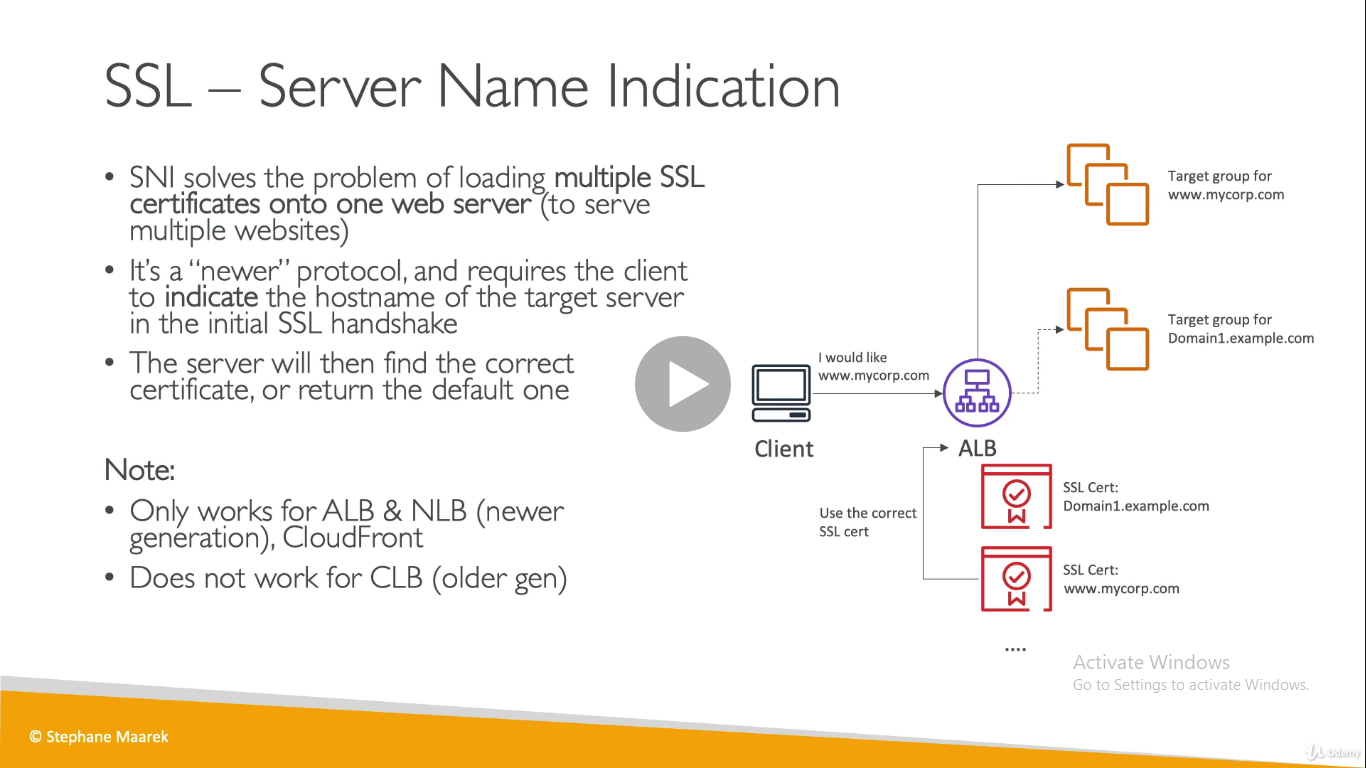 SSL – Server Name Indication
• SNI solves the problem of loading multiple SSL
certificates onto one web server (to serve
multiple websites)
• It's a “newer” protocol, and requires the client
to indicate the hostname of the target server
in the initial SSL handshake
• The server will then find the correct
certificate, or return the default one
Note:
• Only works for ALB & NLB (newer
generation), CloudFront
• Does not work for CLB (older gen)
Target group for
www.mycorp.com
Target group for
Domain1.example.com
I would like
www.mycorp.com
Client
ALB
Use the correct
SSL cert
SSL Cert:
Domain1.example.com
SSL Cert:
www.mycorp.com
....
Activate Windows
Go to Settings to activate Windows.
© Stephane Maarek
Udemy